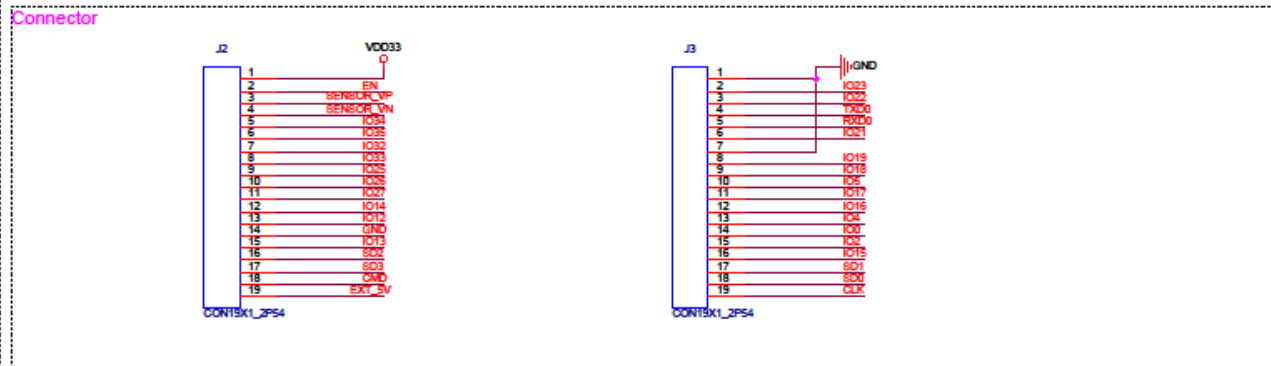 Connector
J2
VDD33
1
2 EN
3 SENSOR_VP
4 SENSOR_VN
5 IO34
6 IO35
7 IO32
8 IO33
9 IO25
10 IO26
11 IO27
12 IO14
13 IO12
14 GND
15 IO13
16 SD2
17 SD3
18 CMD
19 EXT_5V
CON19X1_2P54
J3
GND
1
2 IO23
3 IO22
4 TXD0
5 RXD0
6 IO21
7
8 IO19
9 IO18
10 IO5
11 IO17
12 IO16
13 IO4
14 IO0
15 IO2
16 IO15
17 SD1
18 SD0
19 CLK
CON19X1_2P54